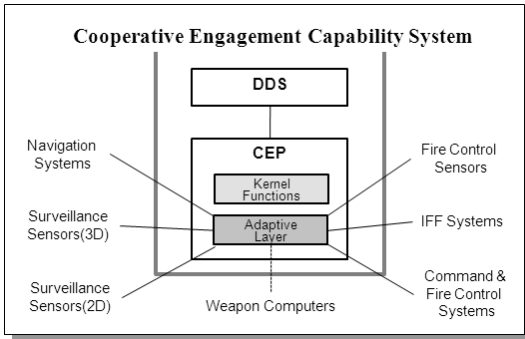 Cooperative Engagement Capability System
DDS
CEP
Kernel
Functions
Adaptive
Layer
Navigation
Systems
Surveillance
Sensors(3D)
Surveillance
Sensors(2D)
Weapon Computers
Fire Control
Sensors
IFF Systems
Command &
Fire Control
Systems